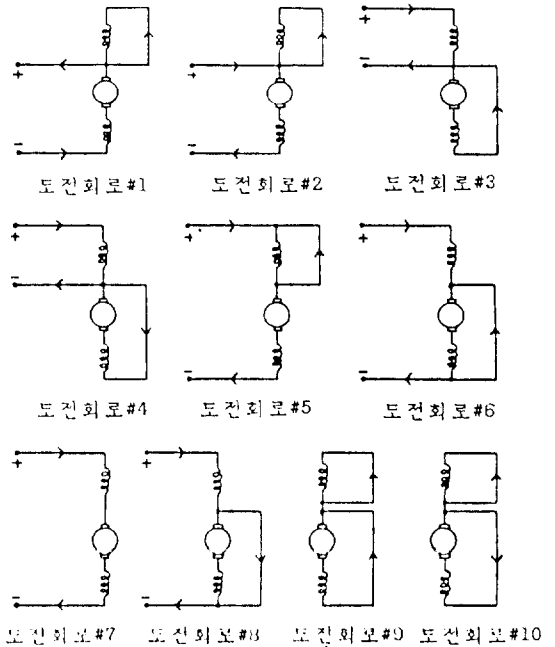 + + +
- - -
도전회로#1 도전회로#2 도전회로#3
+ + +
- - -
도전회로#4 도전회로#5 도전회로#6
+ +
- -
도전회로#7 도전회로#8 도전회로#9 도전회로#10